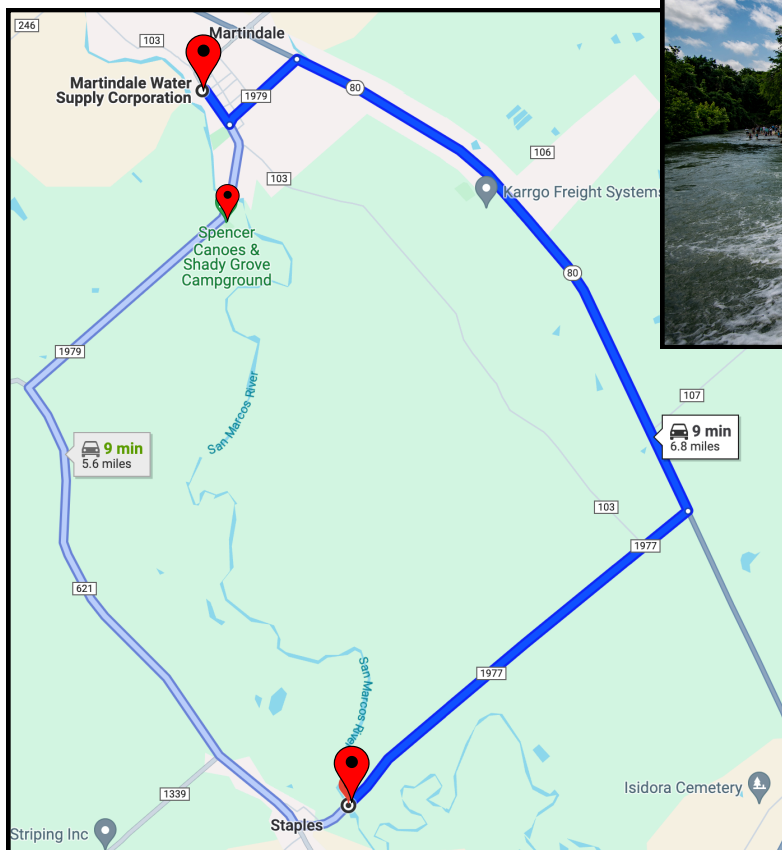 246
103
Martindale
Martindale Water
Supply Corporation
1979
80
106
103
Karrgo Freight Systems
Spencer
Canoes &
Shady Grove
Campground
80
1979
San Marcos River
107
9 min
5.6 miles
9 min
6.8 miles
103
1977
621
1977
San Marcos River
1339
Isidora Cemetery
Staples
Striping Inc